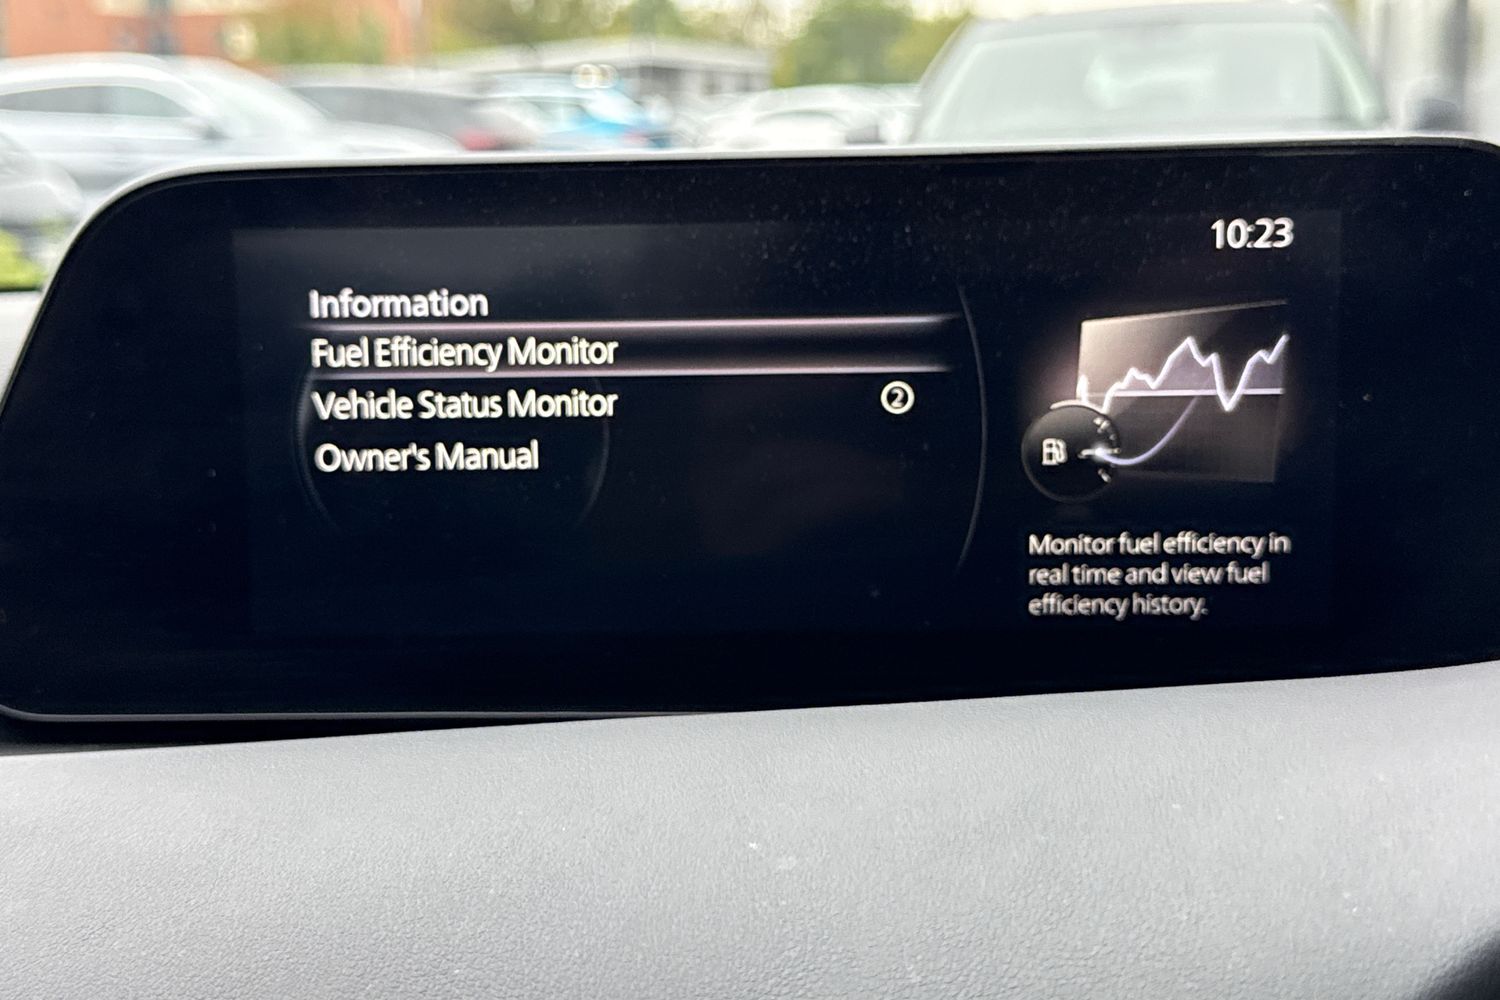 10:23
Information
Fuel Efficiency Monitor
Vehicle Status Monitor 2
Owner's Manual
Monitor fuel efficiency in
real time and view fuel
efficiency history.